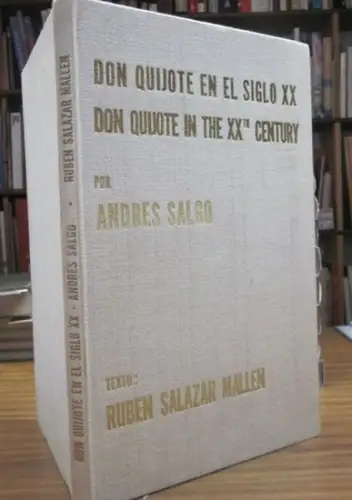 DON QUIJOTE EN EL SIGLO XX
DON QUIJOTE IN THE XXTH CENTURY
POR
ANDRES SALGO
TEXTO:
RUBEN SALAZAR MALLEN
DON QUIJOTE EN EL SIGLO XX · ANDRES SALGO · RUBEN SALAZAR MALLEN